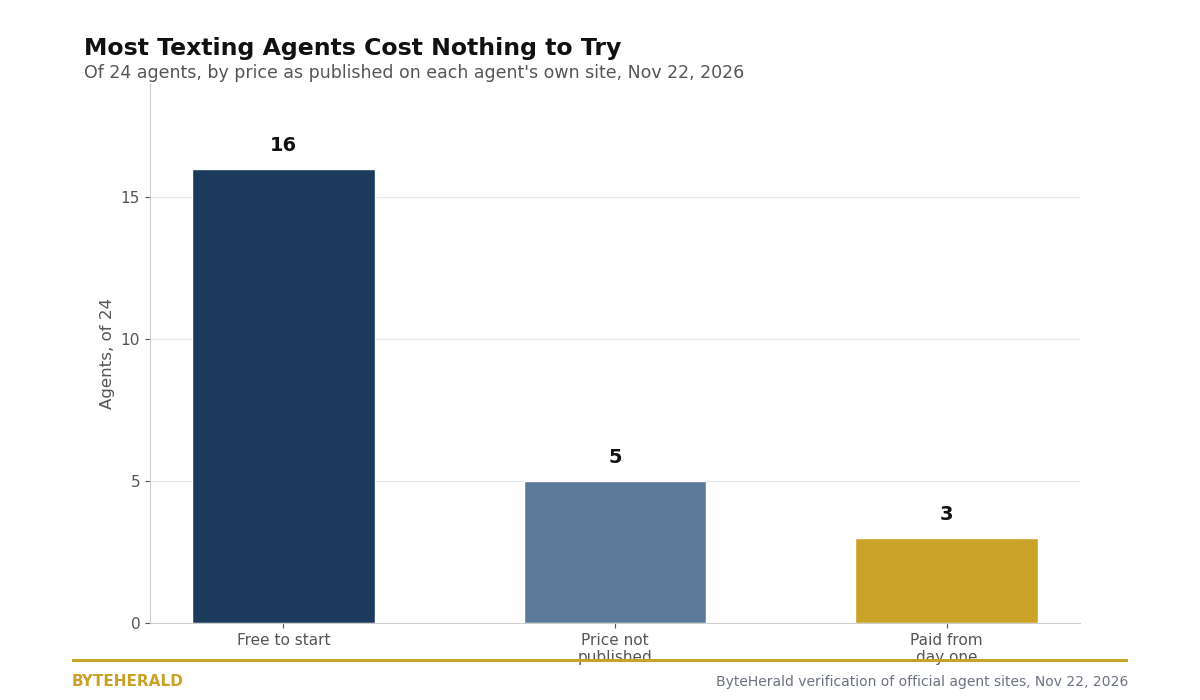 Most Texting Agents Cost Nothing to Try
Of 24 agents, by price as published on each agent's own site, Nov 22, 2026
Agents, of 24
15
10
5
0
16
5
3
Free to start
Price not
published
Paid from
day one
BYTEHERALD
ByteHerald verification of official agent sites, Nov 22, 2026